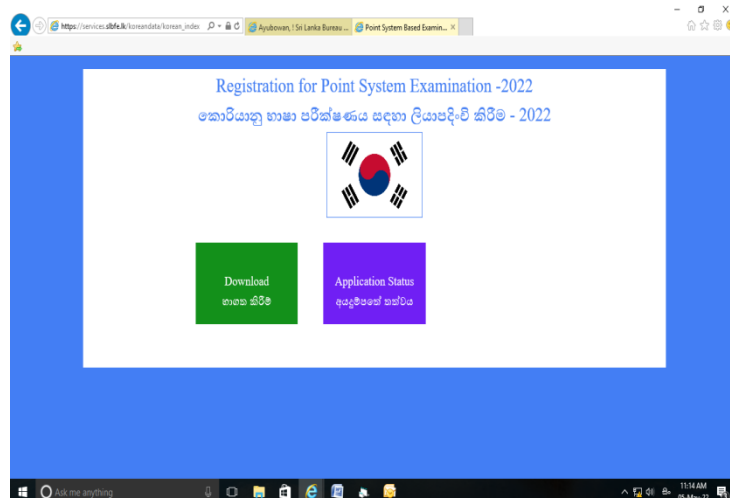 https://services.slbfe.lk/koreandata/korean_index
Ayubowan, ! Sri Lanka Bureau ...
Point System Based Examin...
Registration for Point System Examination -2022
කොරියානු භාෂා පරීක්ෂණය සඳහා ලියාපදිංචි කිරීම - 2022
Download
භාගත කිරීම්
Application Status
අයදුම්පතේ තත්වය
Ask me anything
11:14 AM